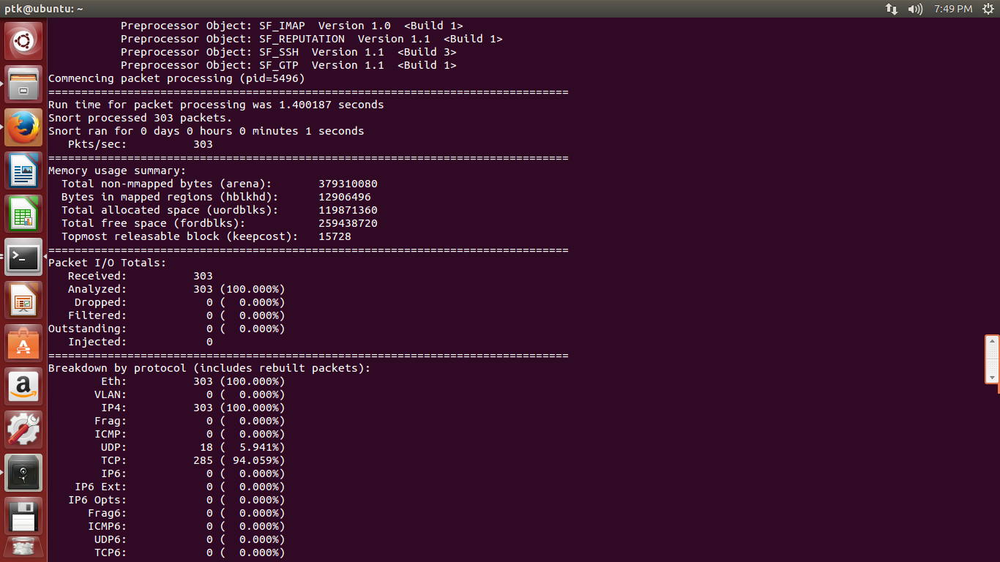 ptk@ubuntu: ~
7:49 PM
Preprocessor Object: SF_IMAP  Version 1.0  <Build 1>
Preprocessor Object: SF_REPUTATION  Version 1.1  <Build 1>
Preprocessor Object: SF_SSH  Version 1.1  <Build 3>
Preprocessor Object: SF_GTP  Version 1.1  <Build 1>
Commencing packet processing (pid=5496)
===============================================================================
Run time for packet processing was 1.400187 seconds
Snort processed 303 packets.
Snort ran for 0 days 0 hours 0 minutes 1 seconds
   Pkts/sec:          303
===============================================================================
Memory usage summary:
  Total non-mmapped bytes (arena):       379310080
  Bytes in mapped regions (hblkhd):      12906496
  Total allocated space (uordblks):      119871360
  Total free space (fordblks):           259438720
  Topmost releasable block (keepcost):   15728
===============================================================================
Packet I/O Totals:
   Received:          303
   Analyzed:          303 (100.000%)
    Dropped:            0 (  0.000%)
   Filtered:            0 (  0.000%)
Outstanding:            0 (  0.000%)
   Injected:            0
===============================================================================
Breakdown by protocol (includes rebuilt packets):
        Eth:          303 (100.000%)
       VLAN:            0 (  0.000%)
        IP4:          303 (100.000%)
       Frag:            0 (  0.000%)
       ICMP:            0 (  0.000%)
        UDP:           18 (  5.941%)
        TCP:          285 ( 94.059%)
        IP6:            0 (  0.000%)
    IP6 Ext:            0 (  0.000%)
   IP6 Opts:            0 (  0.000%)
      Frag6:            0 (  0.000%)
      ICMP6:            0 (  0.000%)
       UDP6:            0 (  0.000%)
       TCP6:            0 (  0.000%)